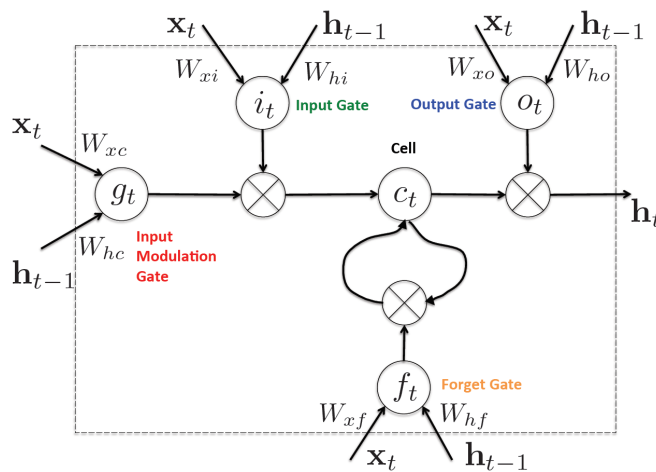 x_t h_{t−1} x_t h_{t−1}
W_{xi} W_{hi} W_{xo} W_{ho}
i_t Input Gate Output Gate o_t
x_t
W_{xc} Cell
g_t c_t
h_t
W_{hc} Input
Modulation
Gate
h_{t−1}
f_t Forget Gate
W_{xf} W_{hf}
x_t h_{t−1}